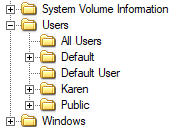 System Volume Information
Users
All Users
Default
Default User
Karen
Public
Windows